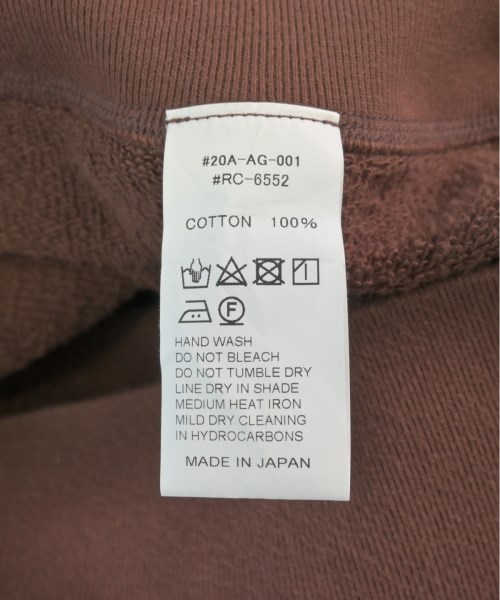 #20A-AG-001
#RC-6552
COTTON 100%
F
HAND WASH
DO NOT BLEACH
DO NOT TUMBLE DRY
LINE DRY IN SHADE
MEDIUM HEAT IRON
MILD DRY CLEANING
IN HYDROCARBONS
MADE IN JAPAN